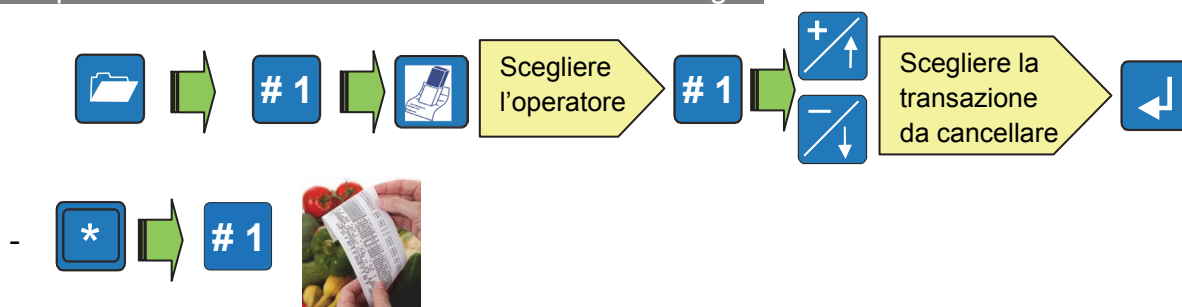 # 1
Scegliere
l’operatore
# 1
+
-
Scegliere la
transazione
da cancellare
- * # 1